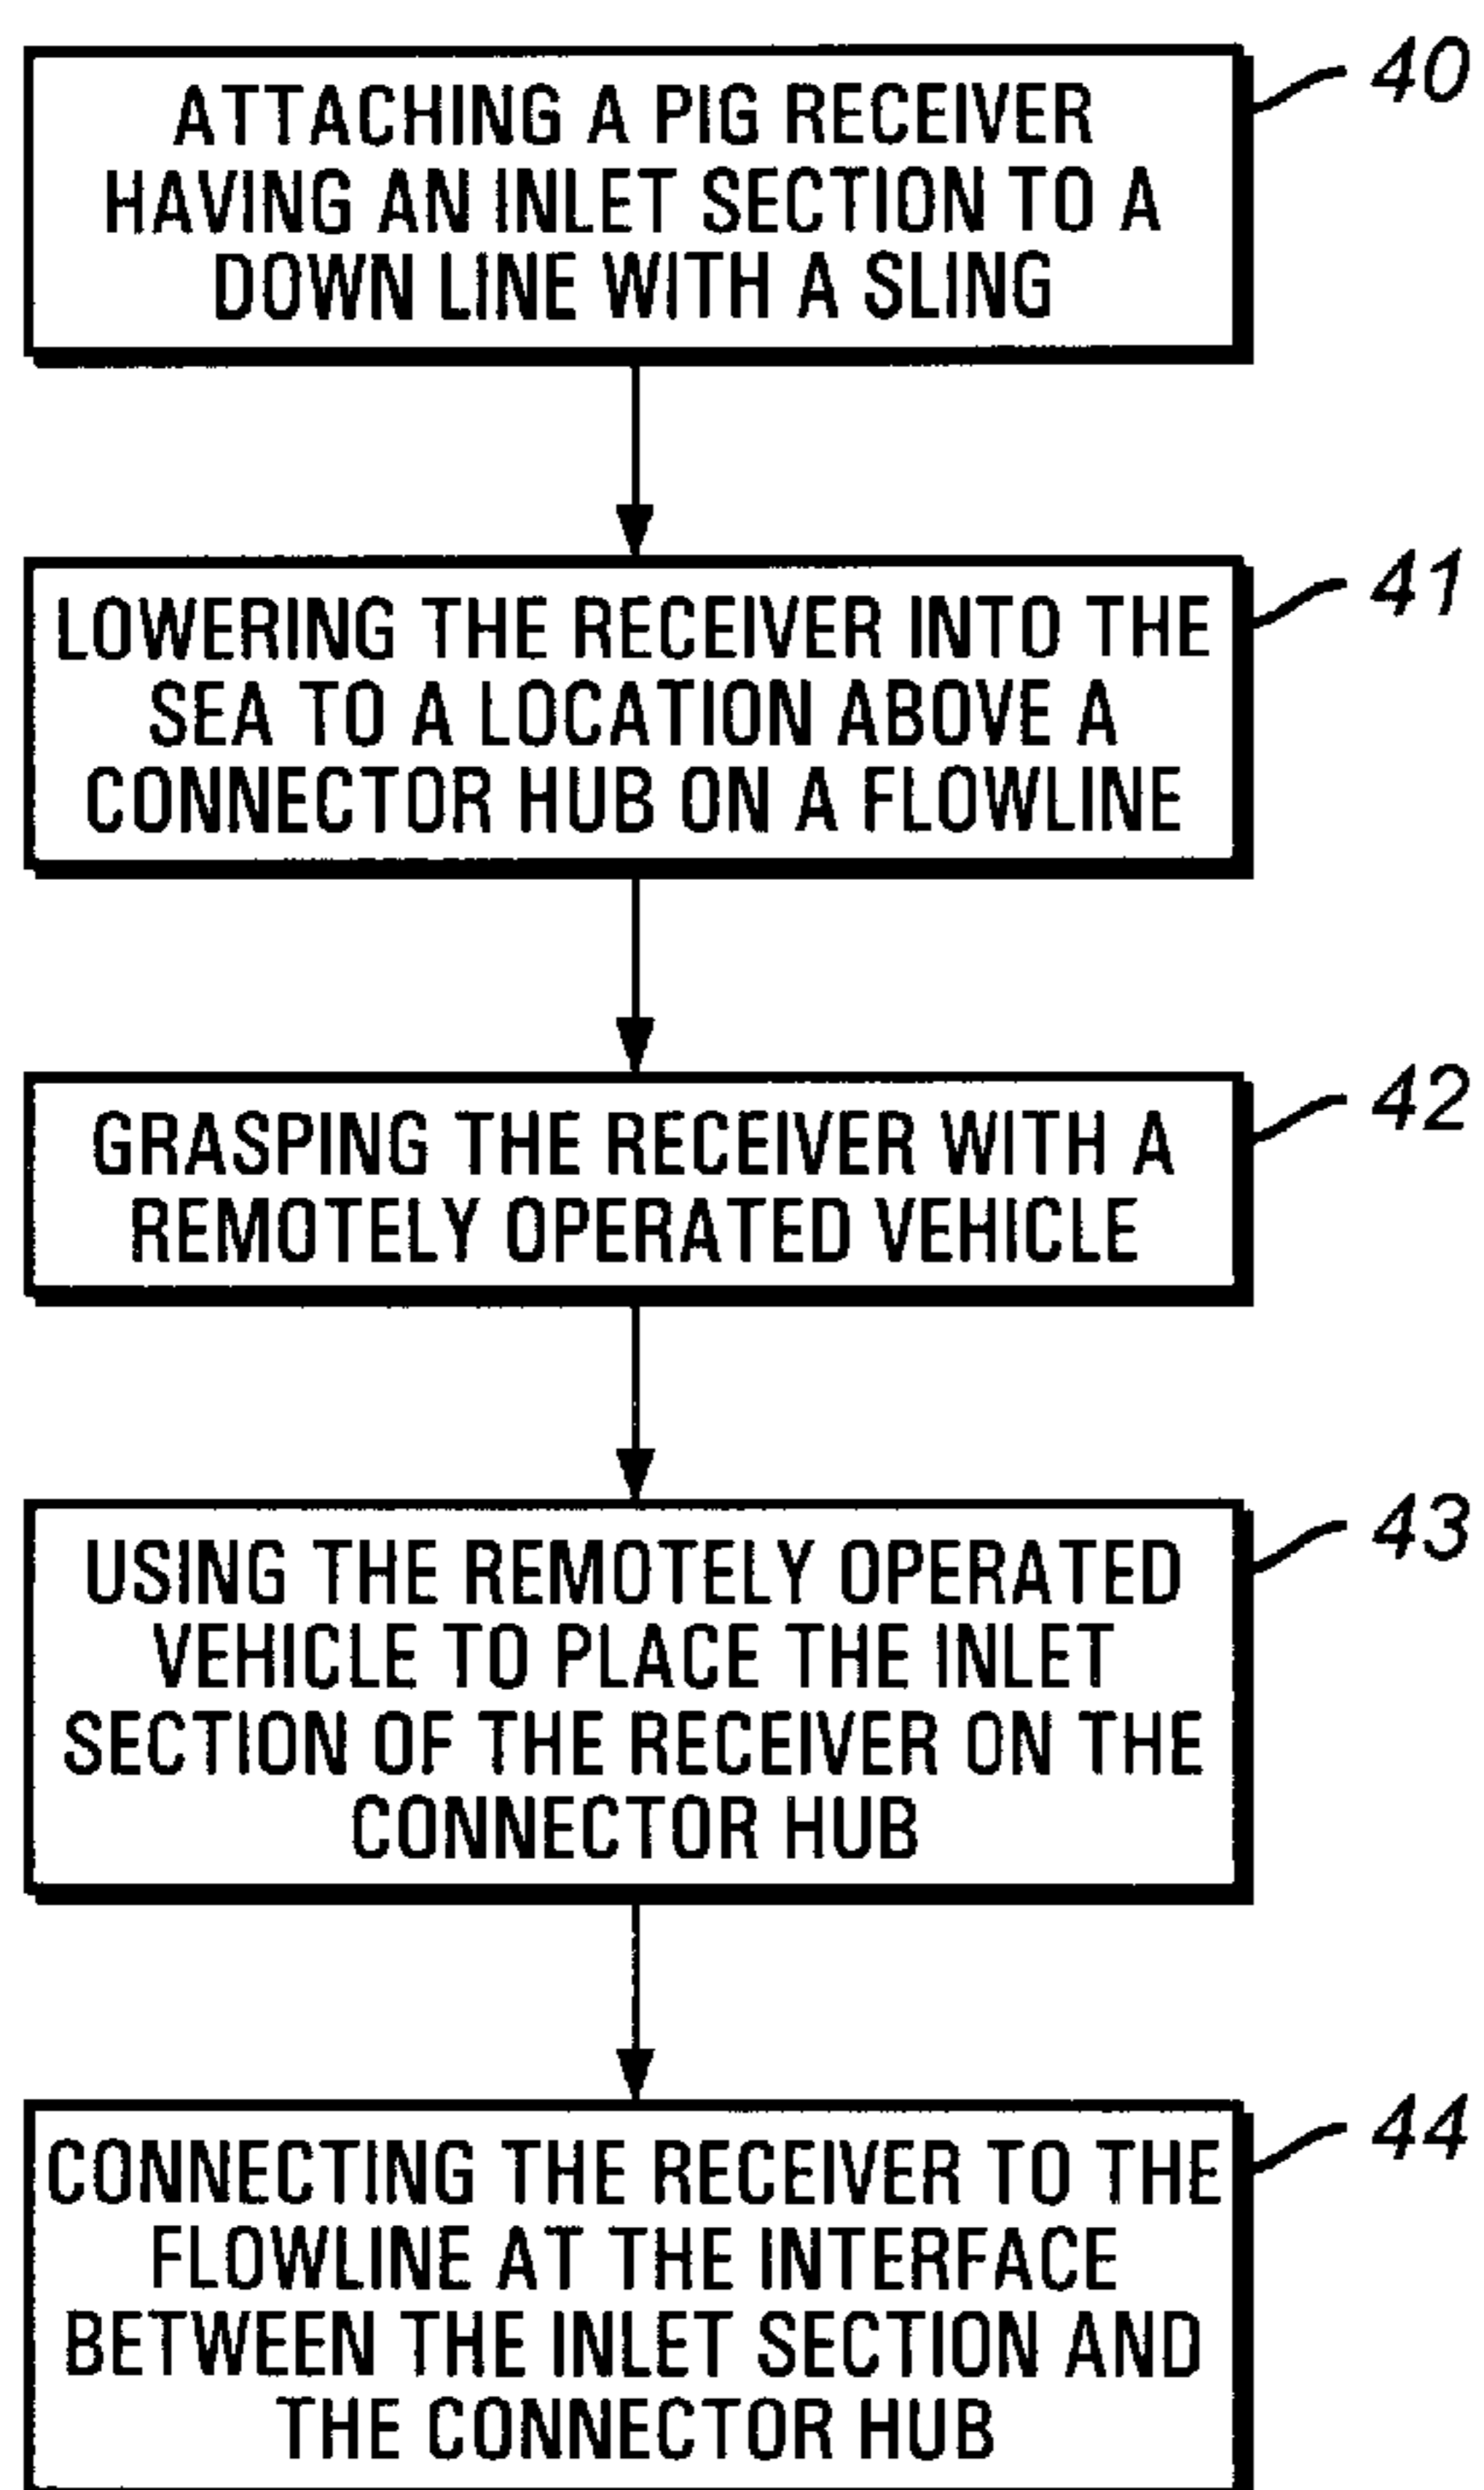 ATTACHING A PIG RECEIVER
HAVING AN INLET SECTION TO A
DOWN LINE WITH A SLING
40
LOWERING THE RECEIVER INTO THE
SEA TO A LOCATION ABOVE A
CONNECTOR HUB ON A FLOWLINE
41
GRASPING THE RECEIVER WITH A
REMOTELY OPERATED VEHICLE
42
USING THE REMOTELY OPERATED
VEHICLE TO PLACE THE INLET
SECTION OF THE RECEIVER ON THE
CONNECTOR HUB
43
CONNECTING THE RECEIVER TO THE
FLOWLINE AT THE INTERFACE
BETWEEN THE INLET SECTION AND
THE CONNECTOR HUB
44